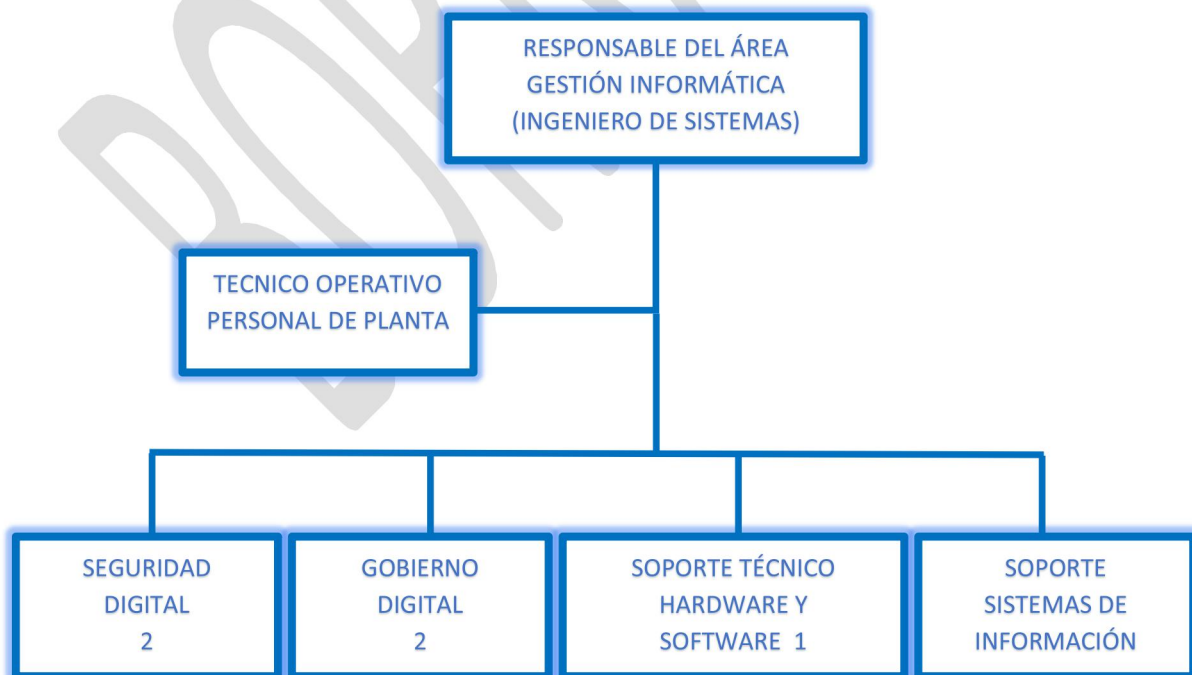 RESPONSABLE DEL ÁREA
GESTIÓN INFORMÁTICA
(INGENIERO DE SISTEMAS)
TECNICO OPERATIVO
PERSONAL DE PLANTA
SEGURIDAD
DIGITAL
2
GOBIERNO
DIGITAL
2
SOPORTE TÉCNICO
HARDWARE Y
SOFTWARE 1
SOPORTE
SISTEMAS DE
INFORMACIÓN